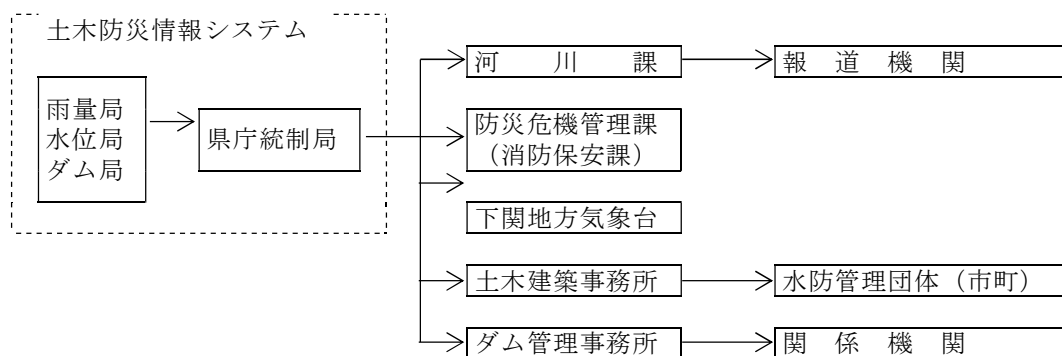 土木防災情報システム
雨量局
水位局
ダム局
県庁統制局
河川課
報道機関
防災危機管理課
（消防保安課）
下関地方気象台
土木建築事務所
水防管理団体（市町）
ダム管理事務所
関係機関